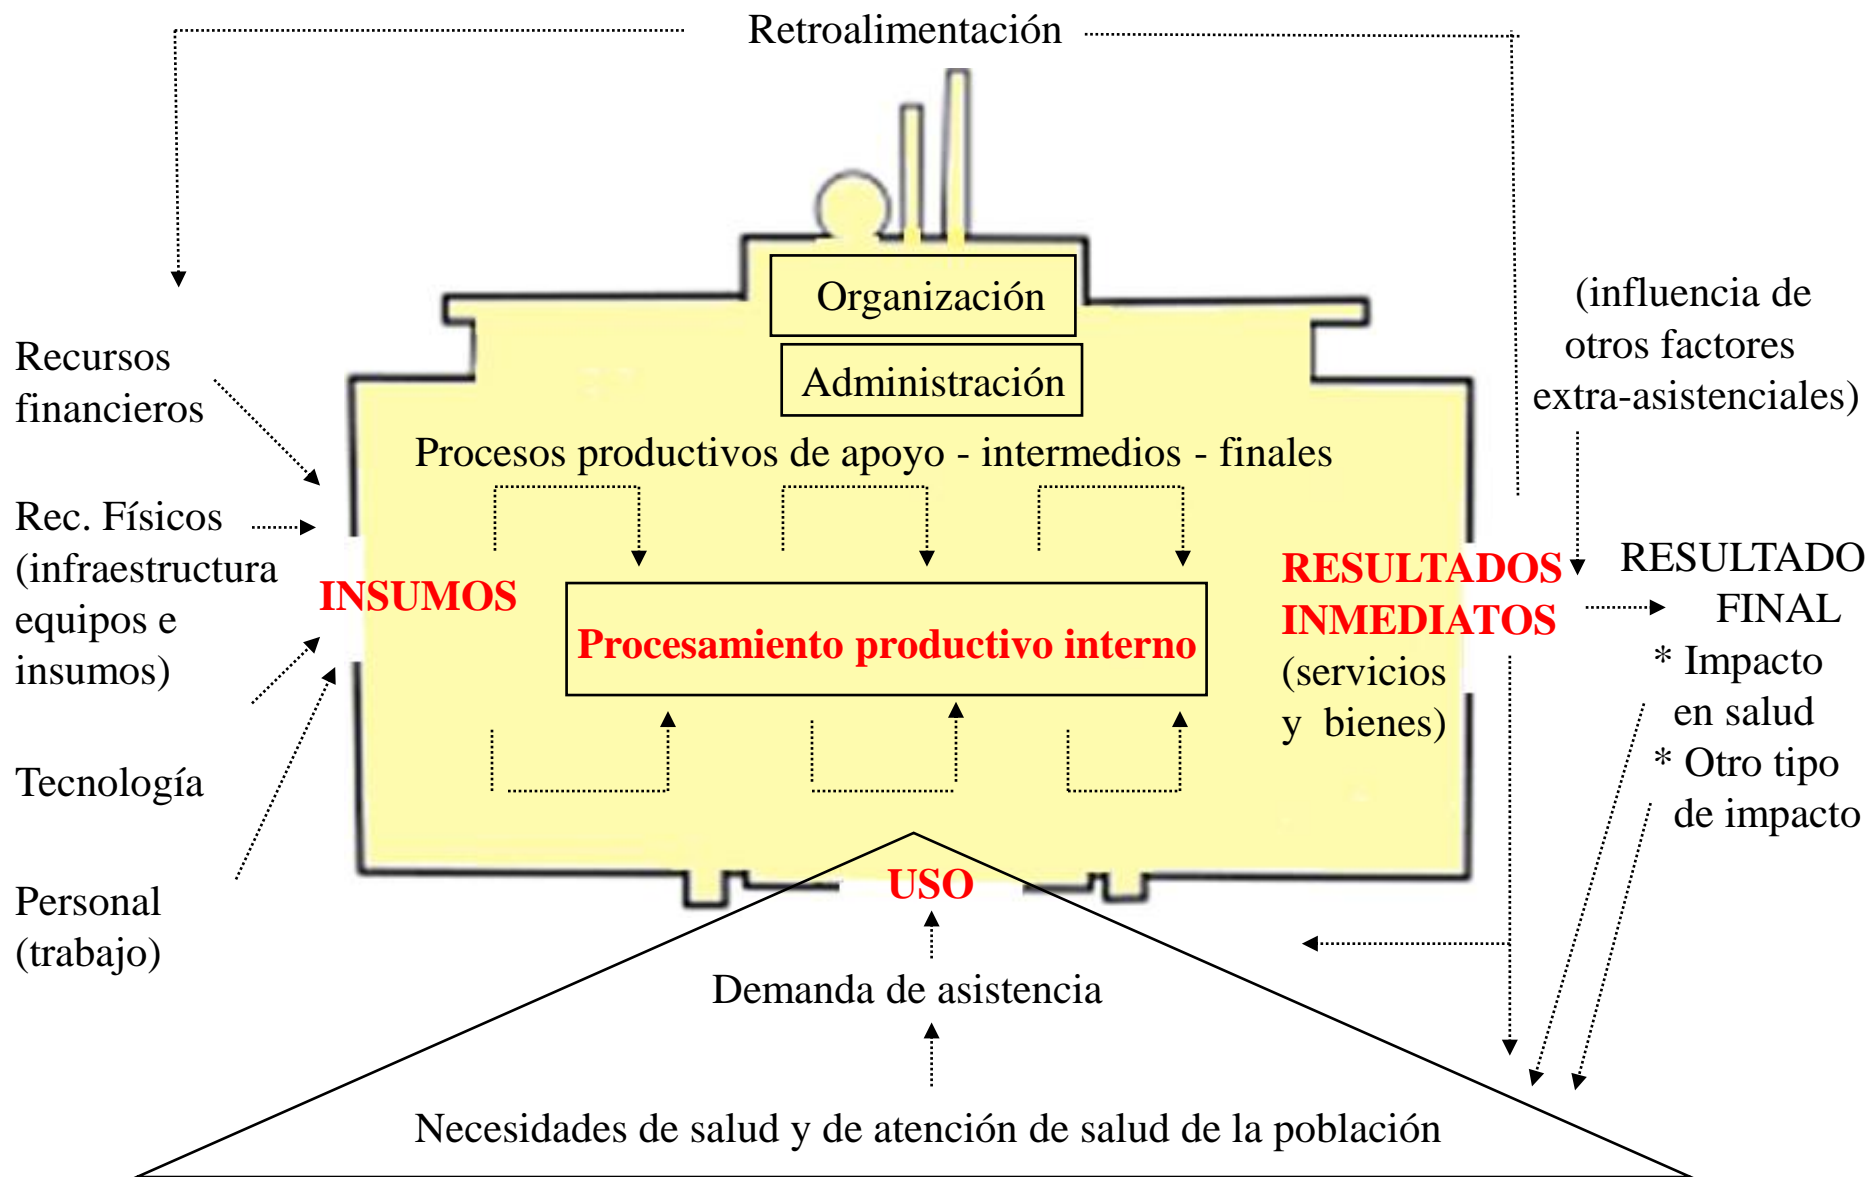 Retroalimentación
Organización
Administración
Procesos productivos de apoyo - intermedios - finales
Recursos
financieros
Rec. Físicos
(infraestructura
equipos e
insumos)
Tecnología
Personal
(trabajo)
INSUMOS
Procesamiento productivo interno
RESULTADOS
INMEDIATOS
(servicios
y bienes)
(influencia de
otros factores
extra-asistenciales)
RESULTADO
FINAL
* Impacto
en salud
* Otro tipo
de impacto
USO
Demanda de asistencia
Necesidades de salud y de atención de salud de la población